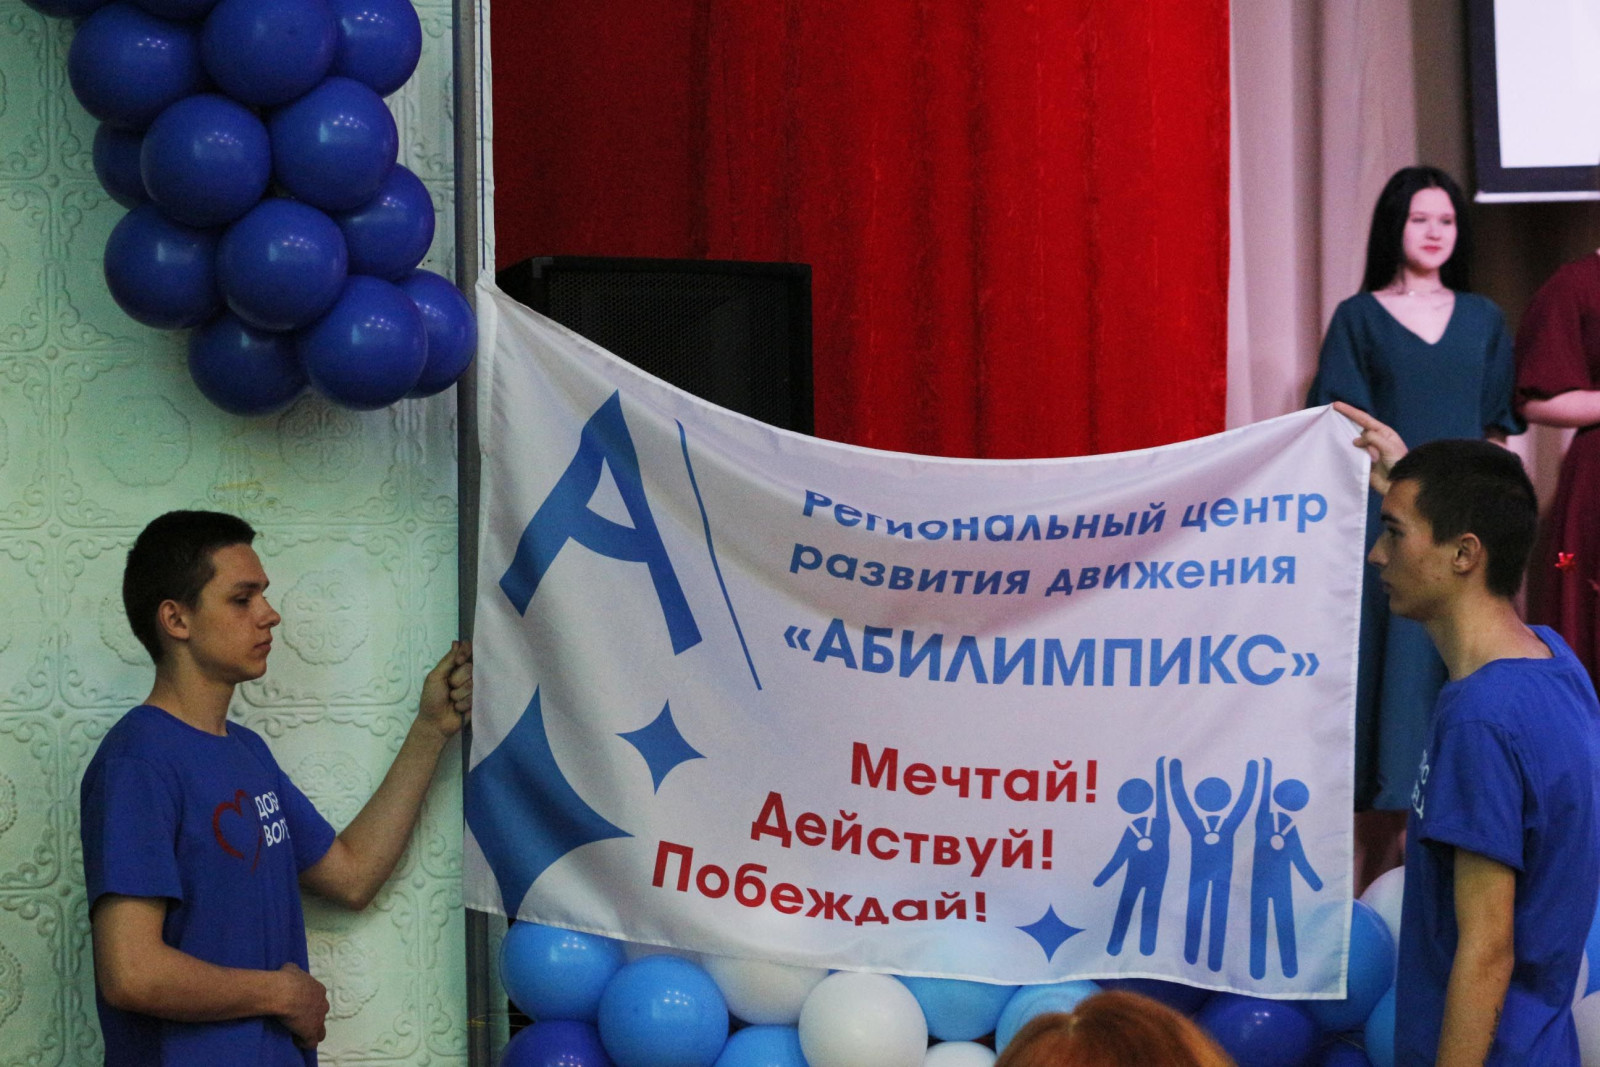 А
Региональный центр
развития движения
«АБИЛИМПИКС»
Мечтай!
Действуй!
Побеждай!